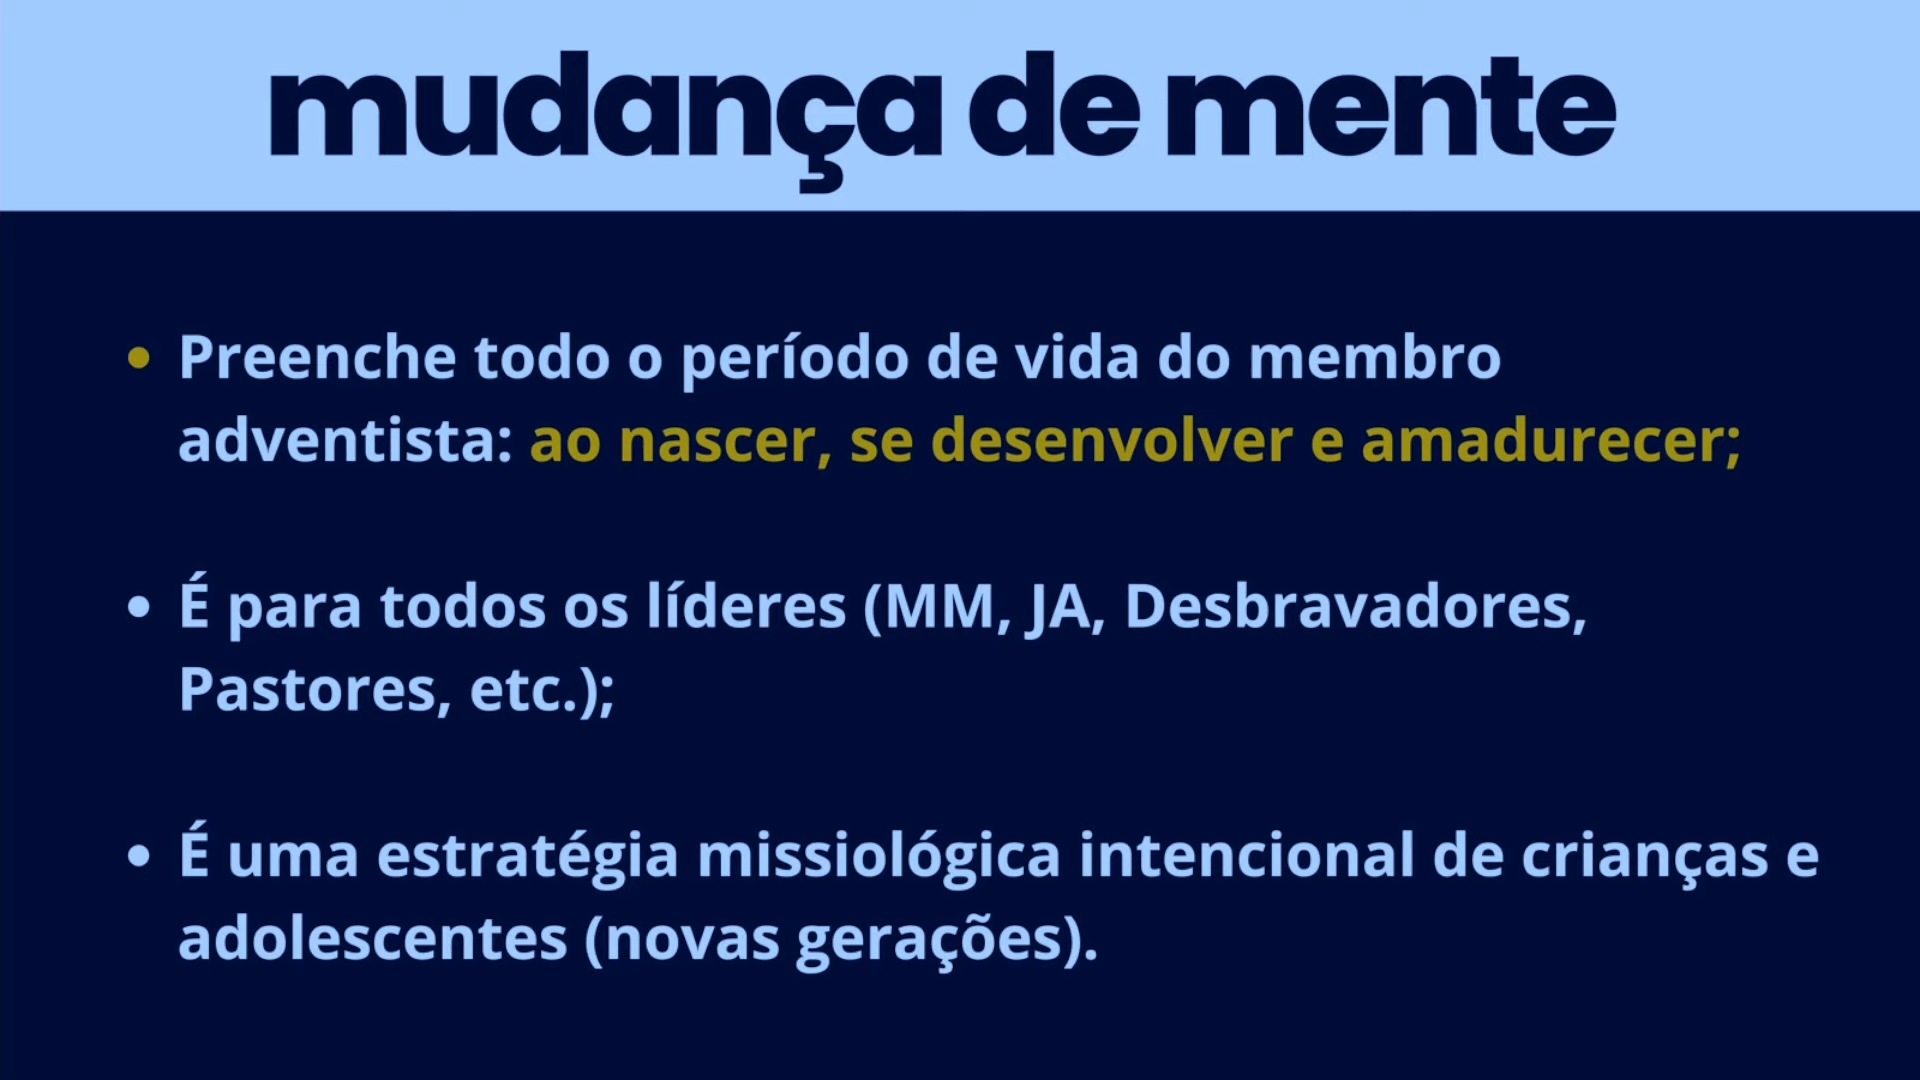 mudança de mente
• Preenche todo o período de vida do membro
adventista: ao nascer, se desenvolver e amadurecer;
• É para todos os líderes (MM, JA, Desbravadores,
Pastores, etc.);
• É uma estratégia missiológica intencional de crianças e
adolescentes (novas gerações).